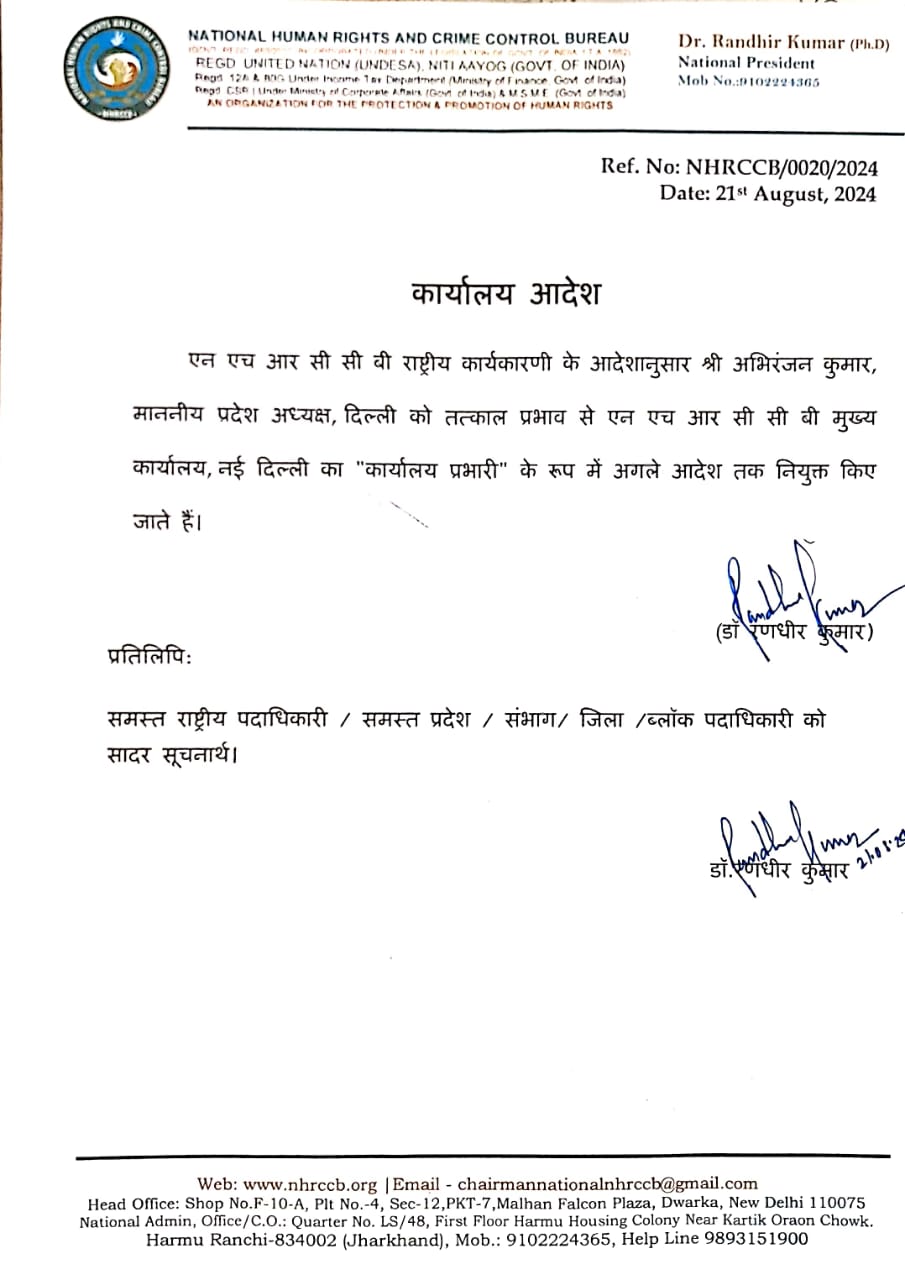 NATIONAL HUMAN RIGHTS AND CRIME CONTROL BUREAU
REGD UNITED NATION (UNDESA), NITI AAYOG (GOVT. OF INDIA)
Regd 12A & 80G Under Income Tax Department (Ministry of Finance Govt of India)
Regd CSR Under Ministry of Corporate Affairs (Govt of India) & M.S.M.E (Govt of India)
AN ORGANIZATION FOR THE PROTECTION & PROMOTION OF HUMAN RIGHTS
Dr. Randhir Kumar (Ph.D)
National President
Mob No.:9102224365
Ref. No: NHRCCB/0020/2024
Date: 21st August, 2024
कार्यालय आदेश
एन एच आर सी सी बी राष्ट्रीय कार्यकारणी के आदेशानुसार श्री अभिरंजन कुमार,
माननीय प्रदेश अध्यक्ष, दिल्ली को तत्काल प्रभाव से एन एच आर सी सी बी मुख्य
कार्यालय, नई दिल्ली का "कार्यालय प्रभारी" के रूप में अगले आदेश तक नियुक्त किए
जाते हैं।
Randhir Kumar
(डॉ रणधीर कुमार)
प्रतिलिपि:
समस्त राष्ट्रीय पदाधिकारी / समस्त प्रदेश / संभाग/ जिला /ब्लॉक पदाधिकारी को
सादर सूचनार्थ।
Randhir Kumar
डॉ.रणधीर कुमार
Web: www.nhrccb.org |Email - chairmannationalnhrccb@gmail.com
Head Office: Shop No.F-10-A, Plt No.-4, Sec-12,PKT-7,Malhan Falcon Plaza, Dwarka, New Delhi 110075
National Admin, Office/C.O.: Quarter No. LS/48, First Floor Harmu Housing Colony Near Kartik Oraon Chowk.
Harmu Ranchi-834002 (Jharkhand), Mob.: 9102224365, Help Line 9893151900